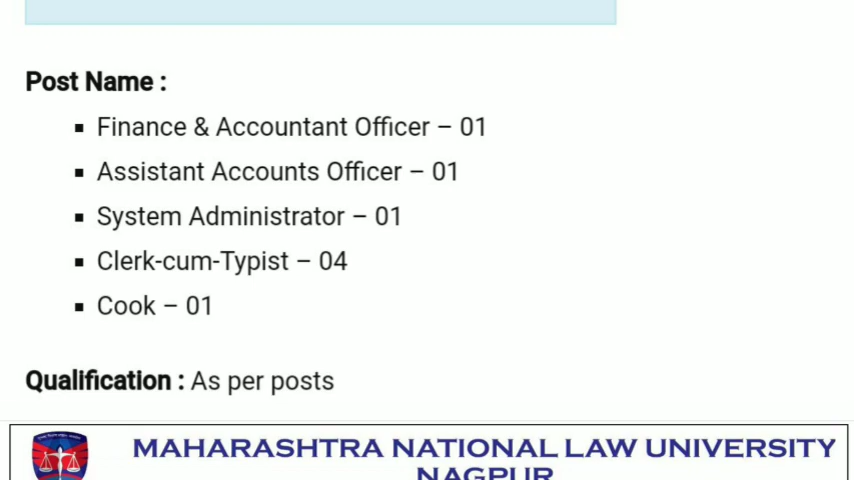 Post Name :
▪ Finance & Accountant Officer – 01
▪ Assistant Accounts Officer – 01
▪ System Administrator – 01
▪ Clerk-cum-Typist – 04
▪ Cook – 01
Qualification : As per posts
MAHARASHTRA NATIONAL LAW UNIVERSITY
NAGPUR